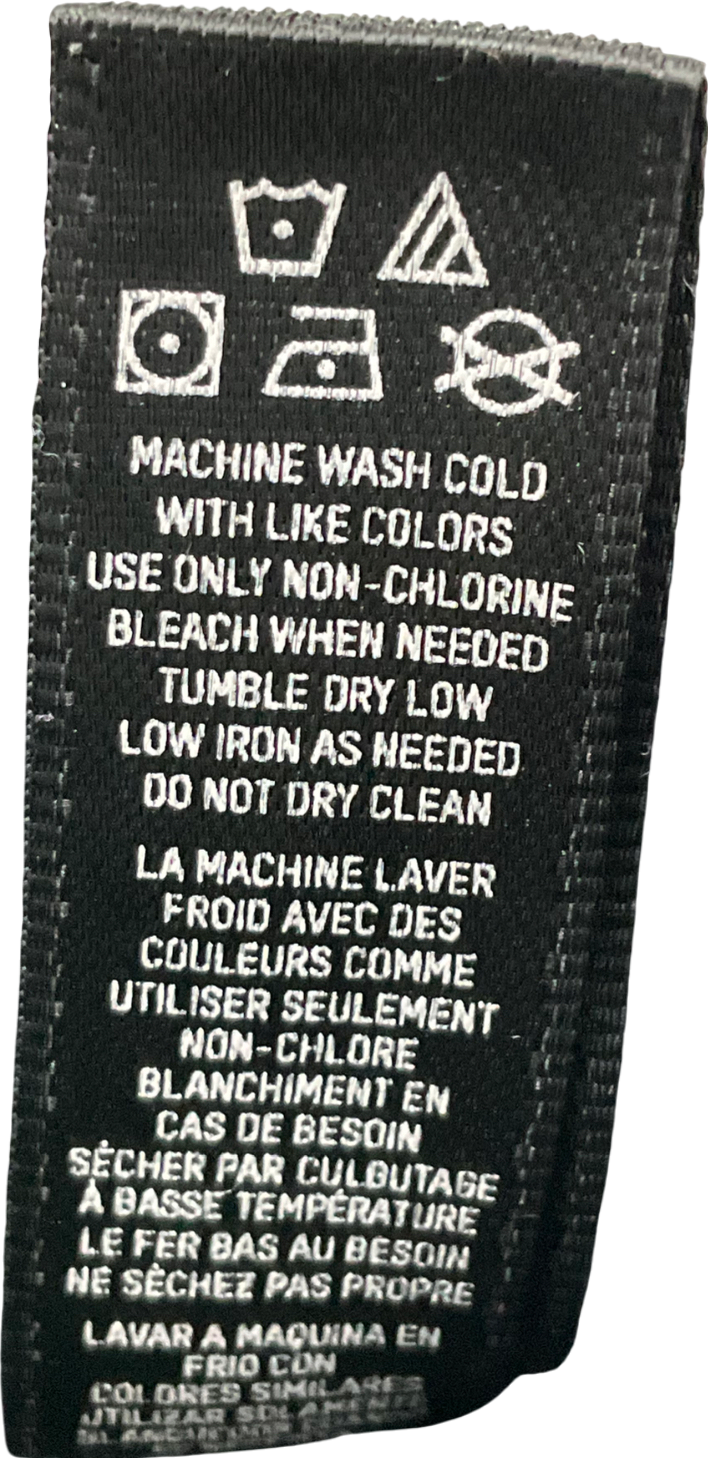 MACHINE WASH COLD
WITH LIKE COLORS
USE ONLY NON-CHLORINE
BLEACH WHEN NEEDED
TUMBLE DRY LOW
LOW IRON AS NEEDED
DO NOT DRY CLEAN
LA MACHINE LAVER
FROID AVEC DES
COULEURS COMME
UTILISER SEULEMENT
NON-CHLORE
BLANCHIMENT EN
CAS DE BESOIN
SÉCHER PAR CULBUTAGE
À BASSE TEMPÉRATURE
LE FER BAS AU BESOIN
NE SÉCHEZ PAS PROPRE
LAVAR A MAQUINA EN
FRIO CON
COLORES SIMILARES
UTILIZAR SOLAMENTE